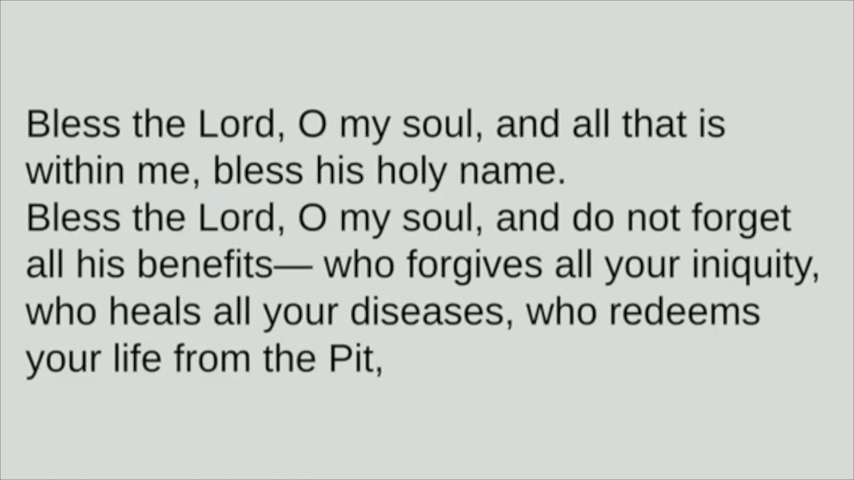 Bless the Lord, O my soul, and all that is
within me, bless his holy name.
Bless the Lord, O my soul, and do not forget
all his benefits— who forgives all your iniquity,
who heals all your diseases, who redeems
your life from the Pit,